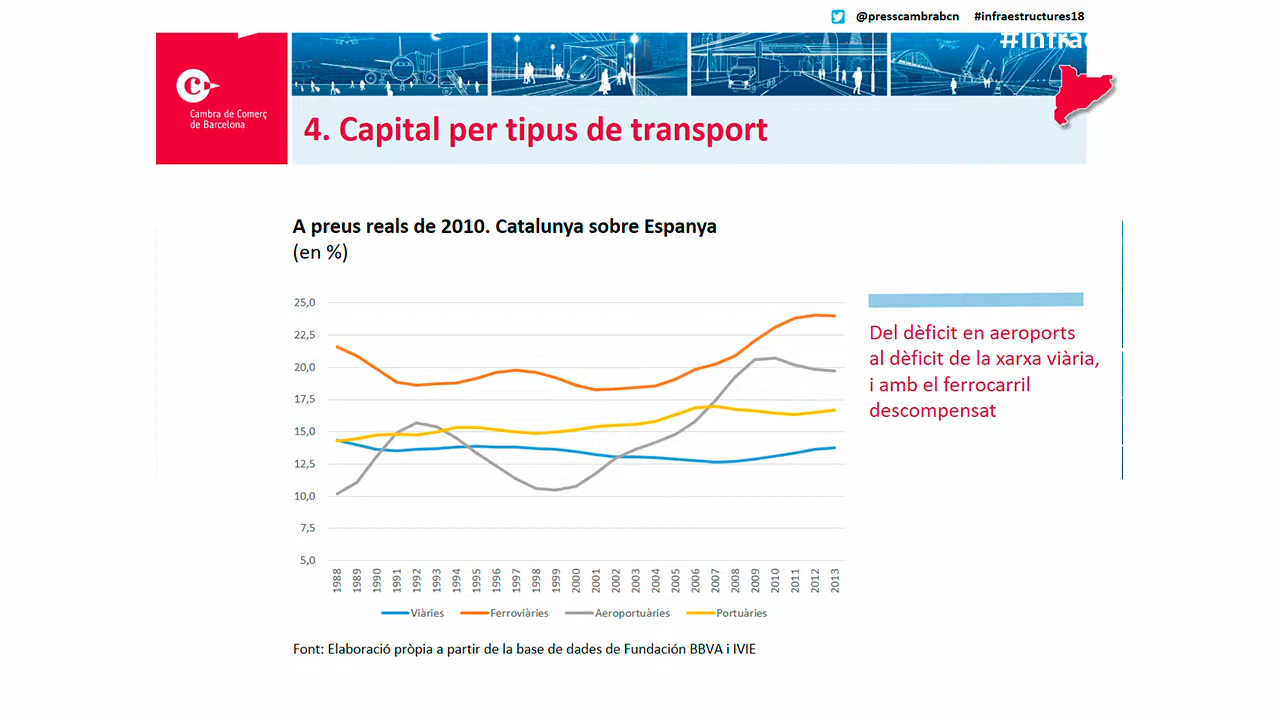 @presscambrabcn #infraestructures18
#Infrae
Cambra de Comerç
de Barcelona
4. Capital per tipus de transport
A preus reals de 2010. Catalunya sobre Espanya
(en %)
25,0
22,5
20,0
17,5
15,0
12,5
10,0
7,5
5,0
1988 1989 1990 1991 1992 1993 1994 1995 1996 1997 1998 1999 2000 2001 2002 2003 2004 2005 2006 2007 2008 2009 2010 2011 2012 2013
Viàries Ferroviàries Aeroportuàries Portuàries
Del dèficit en aeroports
al dèficit de la xarxa viària,
i amb el ferrocarril
descompensat
Font: Elaboració pròpia a partir de la base de dades de Fundación BBVA i IVIE